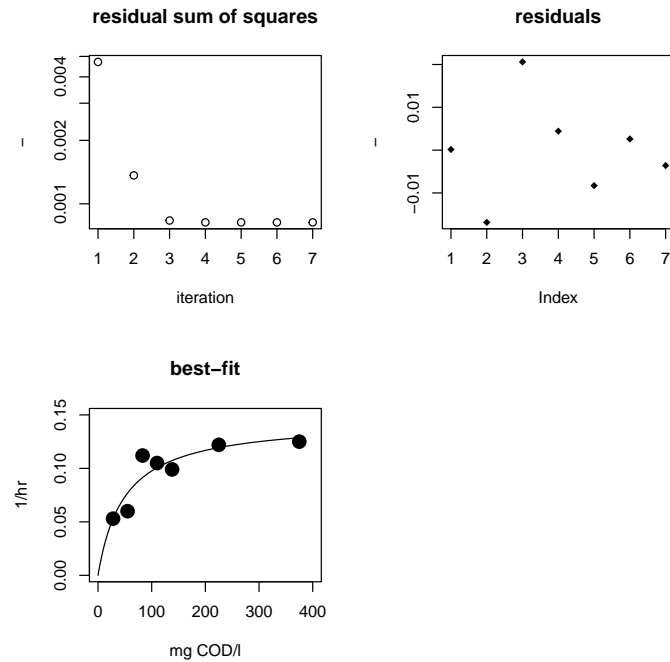 residual sum of squares
0.004
0.002
0.001
−
1 2 3 4 5 6 7
iteration
residuals
0.01
−0.01
−
1 2 3 4 5 6 7
Index
best−fit
0.15
0.10
0.05
0.00
1/hr
0 100 200 300 400
mg COD/l